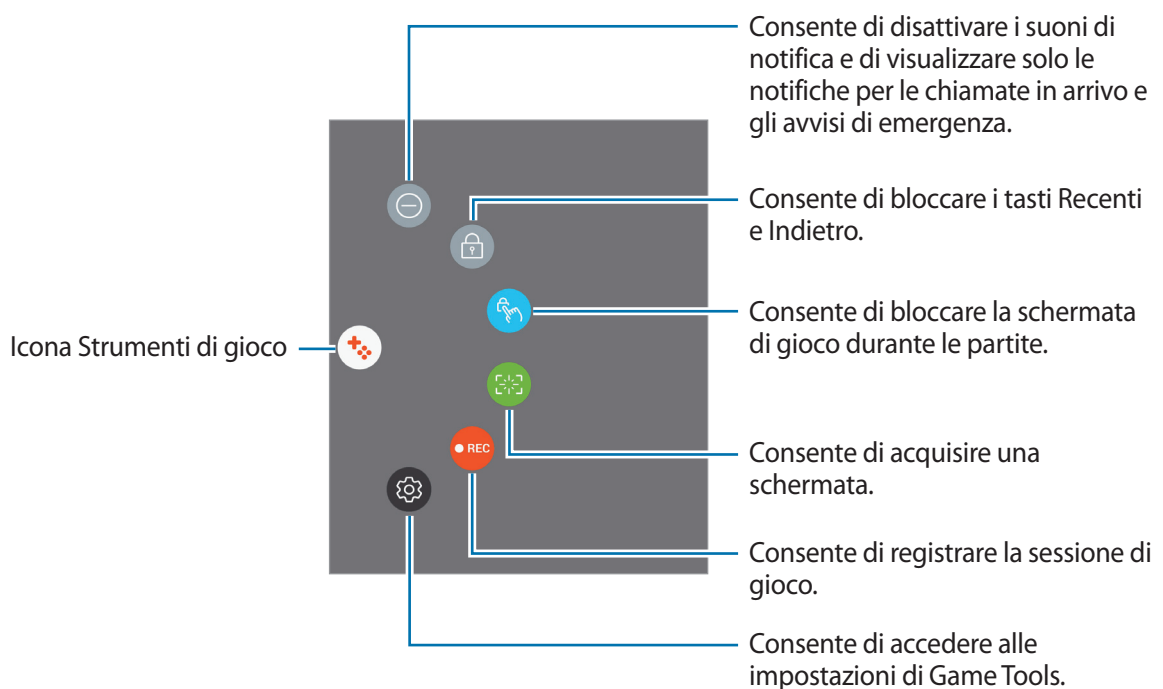 Consente di disattivare i suoni di
notifica e di visualizzare solo le
notifiche per le chiamate in arrivo e
gli avvisi di emergenza.
Consente di bloccare i tasti Recenti
e Indietro.
Consente di bloccare la schermata
di gioco durante le partite.
Icona Strumenti di gioco
Consente di acquisire una
schermata.
REC
Consente di registrare la sessione di
gioco.
Consente di accedere alle
impostazioni di Game Tools.